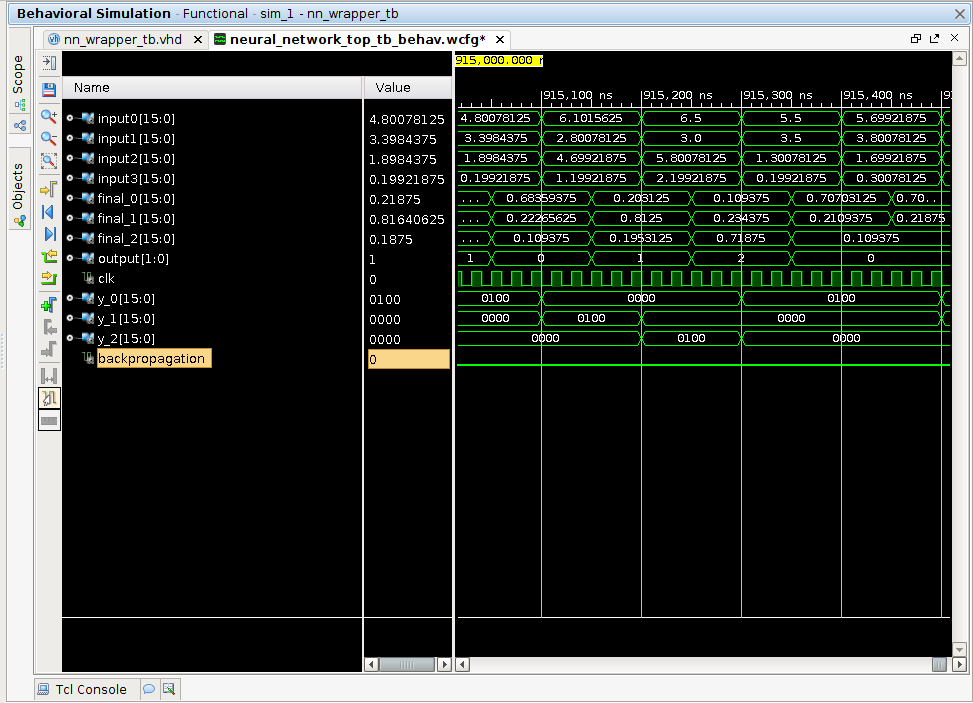 Behavioral Simulation - Functional - sim_1 - nn_wrapper_tb
nn_wrapper_tb.vhd
neural_network_top_tb_behav.wcfg*
Scope
Objects
915,000.000 n
Name Value
915,100 ns 915,200 ns 915,300 ns 915,400 ns 9
input0[15:0] 4.80078125 4.80078125 6.1015625 6.5 5.5 5.69921875
input1[15:0] 3.3984375 3.3984375 2.80078125 3.0 3.5 3.80078125
input2[15:0] 1.8984375 1.8984375 4.69921875 5.80078125 1.30078125 1.69921875
input3[15:0] 0.19921875 0.19921875 1.19921875 2.19921875 0.19921875 0.30078125
final_0[15:0] 0.21875 ... 0.68359375 0.203125 0.109375 0.70703125 0.70...
final_1[15:0] 0.81640625 ... 0.22265625 0.8125 0.234375 0.2109375 0.21875
final_2[15:0] 0.1875 ... 0.109375 0.1953125 0.71875 0.109375
output[1:0] 1 1 0 1 2 0
clk 0
y_0[15:0] 0100 0100 0000 0100
y_1[15:0] 0000 0000 0100 0000
y_2[15:0] 0000 0000 0100 0000
backpropagation 0
Tcl Console